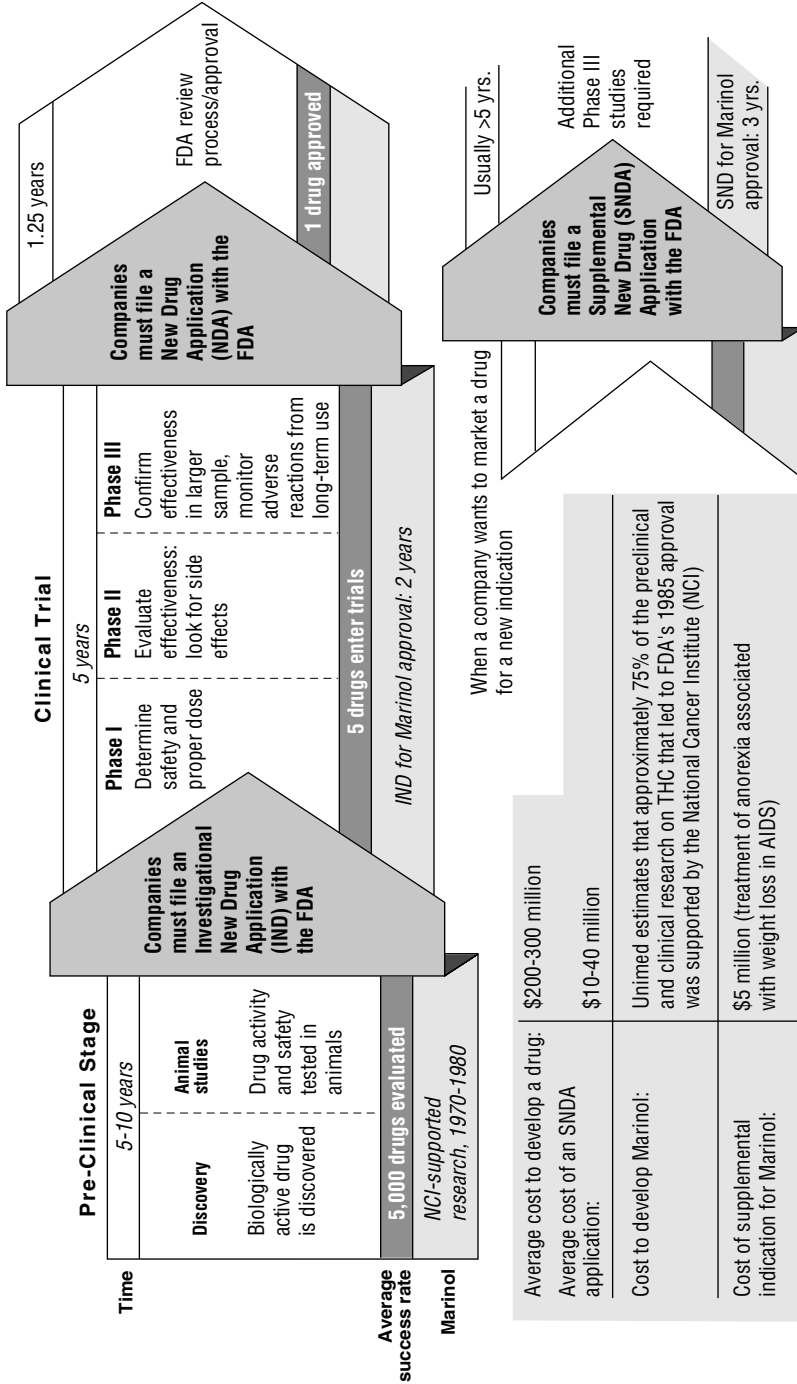 Pre-Clinical Stage
Clinical Trial
Time
5-10 years
5 years
1.25 years
Discovery
Biologically
active drug
is discovered
Animal
studies
Drug activity
and safety
tested in
animals
Companies
must file an
Investigational
New Drug
Application
(IND) with
the FDA
Phase I
Determine
safety and
proper dose
Phase II
Evaluate
effectiveness:
look for side
effects
Phase III
Confirm
effectiveness
in larger
sample,
monitor
adverse
reactions from
long-term use
Companies
must file a
New Drug
Application
(NDA) with the
FDA
FDA review
process/approval
Average
success rate
5,000 drugs evaluated
5 drugs enter trials
1 drug approved
Marinol
NCI-supported
research, 1970-1980
IND for Marinol approval: 2 years
When a company wants to market a drug
for a new indication
Companies
must file a
Supplemental
New Drug (SNDA)
Application
with the FDA
Usually >5 yrs.
Additional
Phase III
studies
required
SND for Marinol
approval: 3 yrs.
Average cost to develop a drug:
$200-300 million
Average cost of an SNDA
application:
$10-40 million
Cost to develop Marinol:
Unimed estimates that approximately 75% of the preclinical
and clinical research on THC that led to FDA's 1985 approval
was supported by the National Cancer Institute (NCI)
Cost of supplemental
indication for Marinol:
$5 million (treatment of anorexia associated
with weight loss in AIDS)